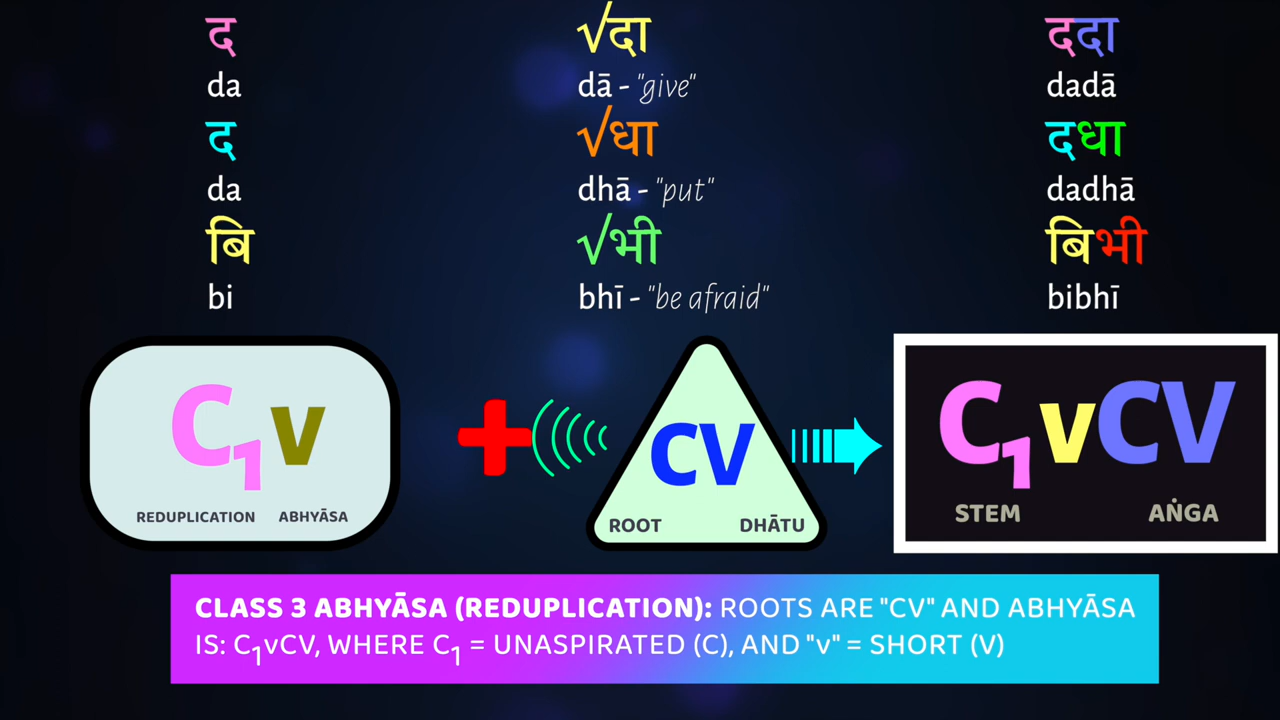 द √दा ददा
da dā - "give" dadā
द √धा दधा
da dhā - "put" dadhā
बि √भी बिभी
bi bhī - "be afraid" bibhī
C₁v CV C₁vCV
REDUPLICATION ABHYĀSA ROOT DHĀTU STEM AṄGA
CLASS 3 ABHYĀSA (REDUPLICATION): ROOTS ARE "CV" AND ABHYĀSA
IS: C₁vCV, WHERE C₁ = UNASPIRATED (C), AND "v" = SHORT (V)